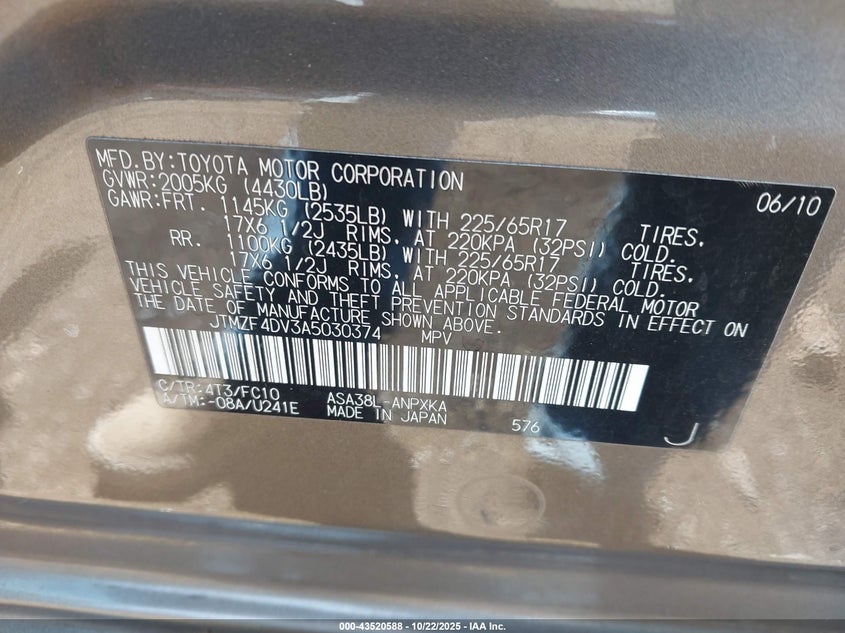 MFD.BY:TOYOTA MOTOR CORPORATION 06/10
GVWR:2005KG (4430LB)
GAWR:FRT. 1145KG (2535LB) WITH 225/65R17 TIRES,
17X6 1/2J RIMS, AT 220KPA (32PSI) COLD.
RR. 1100KG (2435LB) WITH 225/65R17 TIRES,
17X6 1/2J RIMS, AT 220KPA (32PSI) COLD.
THIS VEHICLE CONFORMS TO ALL APPLICABLE FEDERAL MOTOR
VEHICLE SAFETY AND THEFT PREVENTION STANDARDS IN EFFECT ON
THE DATE OF MANUFACTURE SHOWN ABOVE.
JTMZF4DV3A5030374 MPV
C/TR:4T3/FC10 ASA38L-ANPXKA
A/TM:-08A/U241E MADE IN JAPAN 576 J
000-43520588 - 10/22/2025 - IAA Inc.